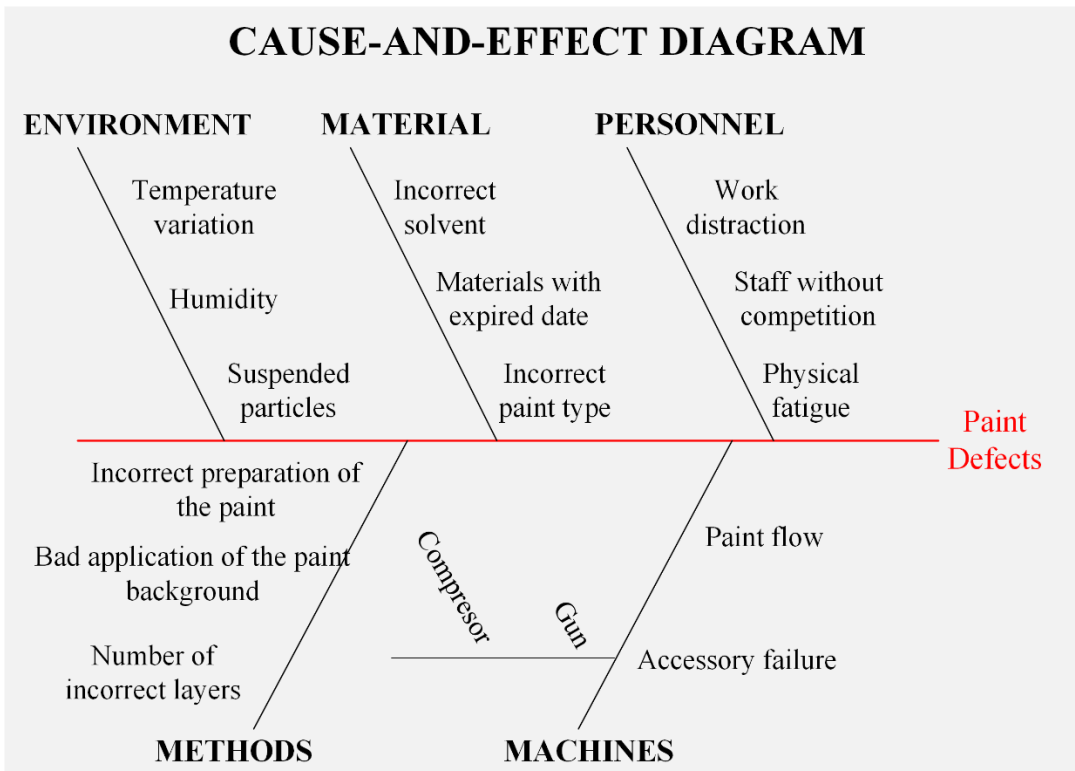 CAUSE-AND-EFFECT DIAGRAM
ENVIRONMENT
MATERIAL
PERSONNEL
Temperature
variation
Humidity
Suspended
particles
Incorrect
solvent
Materials with
expired date
Incorrect
paint type
Work
distraction
Staff without
competition
Physical
fatigue
Paint
Defects
Incorrect preparation of
the paint
Bad application of the paint
background
Number of
incorrect layers
METHODS
Compresor
Gun
Paint flow
Accessory failure
MACHINES